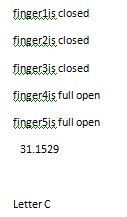 finger1is closed
finger2is closed
finger3is closed
finger4is full open
finger5is full open
31.1529
Letter C